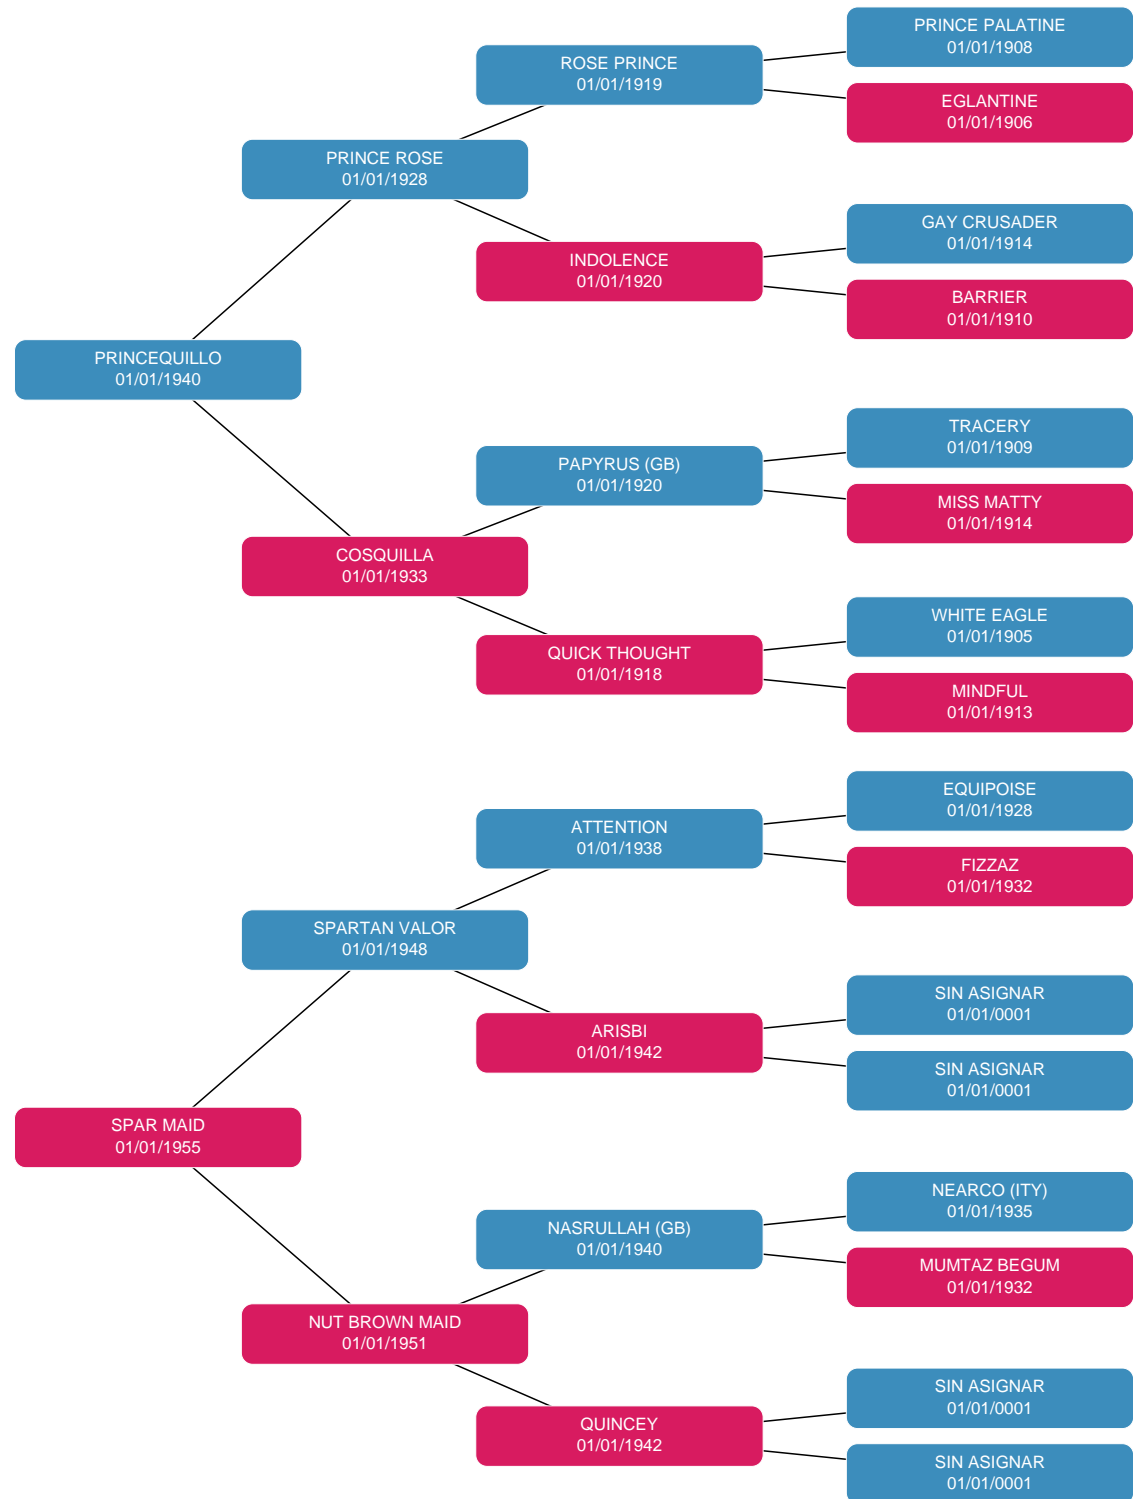 PRINCE PALATINE
01/01/1908
ROSE PRINCE
01/01/1919
EGLANTINE
01/01/1906
PRINCE ROSE
01/01/1928
GAY CRUSADER
01/01/1914
INDOLENCE
01/01/1920
BARRIER
01/01/1910
PRINCEQUILLO
01/01/1940
TRACERY
01/01/1909
PAPYRUS (GB)
01/01/1920
MISS MATTY
01/01/1914
COSQUILLA
01/01/1933
WHITE EAGLE
01/01/1905
QUICK THOUGHT
01/01/1918
MINDFUL
01/01/1913
EQUIPOISE
01/01/1928
ATTENTION
01/01/1938
FIZZAZ
01/01/1932
SPARTAN VALOR
01/01/1948
SIN ASIGNAR
01/01/0001
ARISBI
01/01/1942
SIN ASIGNAR
01/01/0001
SPAR MAID
01/01/1955
NEARCO (ITY)
01/01/1935
NASRULLAH (GB)
01/01/1940
MUMTAZ BEGUM
01/01/1932
NUT BROWN MAID
01/01/1951
SIN ASIGNAR
01/01/0001
QUINCEY
01/01/1942
SIN ASIGNAR
01/01/0001